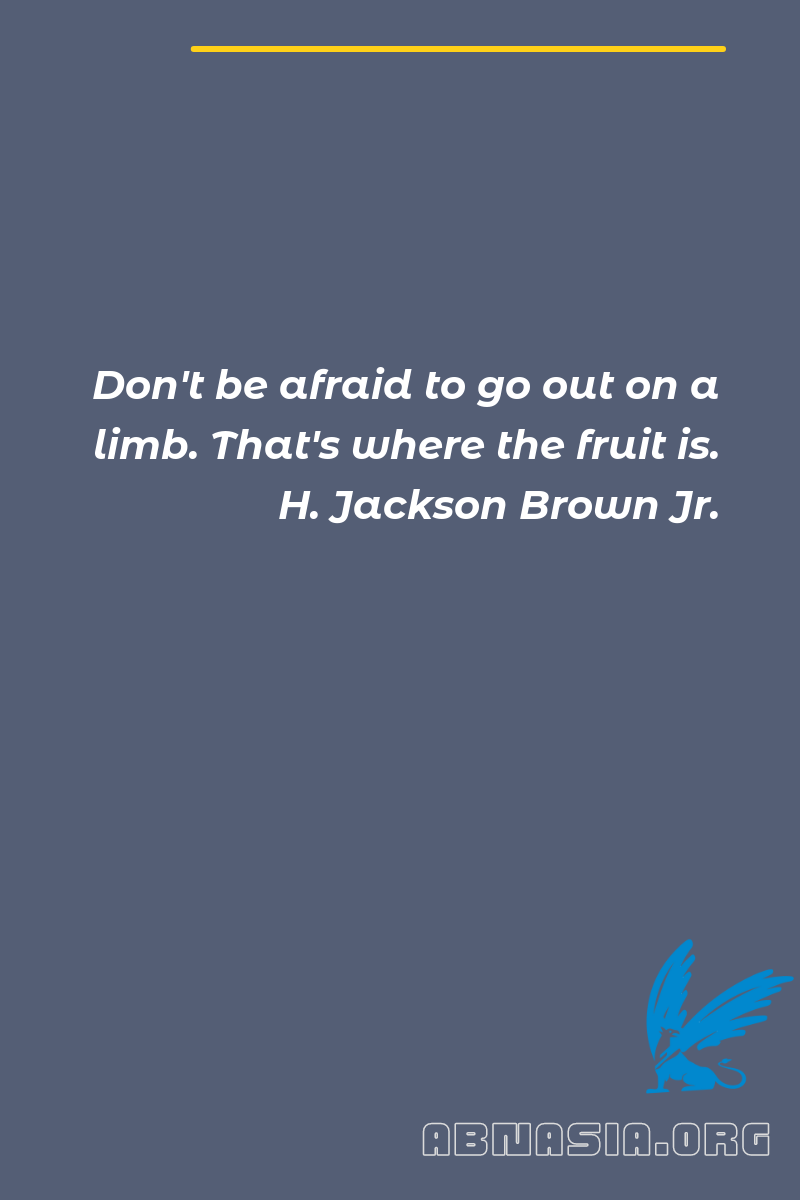 Don't be afraid to go out on a
limb. That's where the fruit is.
H. Jackson Brown Jr.
ABNASIA.ORG